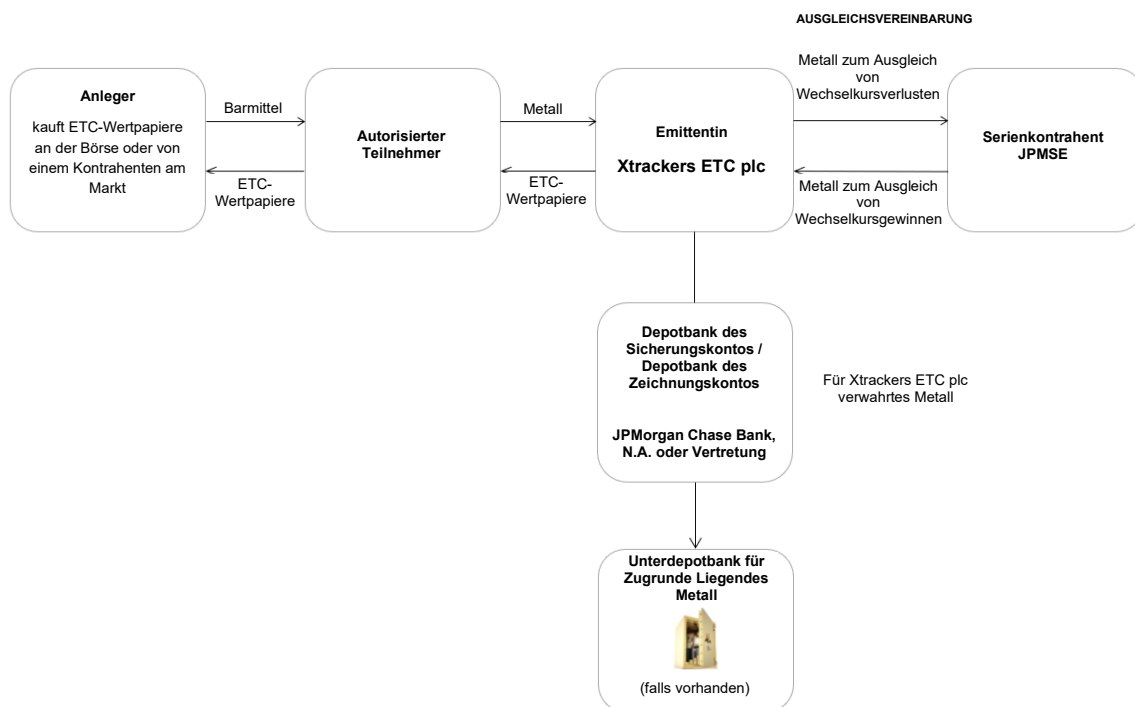 AUSGLEICHSVEREINBARUNG
Anleger
kauft ETC-Wertpapiere
an der Börse oder von
einem Kontrahenten am
Markt
Barmittel
ETC-
Wertpapiere
Autorisierter
Teilnehmer
Metall
ETC-
Wertpapiere
Emittentin
Xtrackers ETC plc
Metall zum Ausgleich
von
Wechselkursverlusten
Metall zum Ausgleich
von
Wechselkursgewinnen
Serienkontrahent
JPMSE
Depotbank des
Sicherungskontos /
Depotbank des
Zeichnungskontos
JPMorgan Chase Bank,
N.A. oder Vertretung
Für Xtrackers ETC plc
verwahrtes Metall
Unterdepotbank für
Zugrunde Liegendes
Metall
(falls vorhanden)